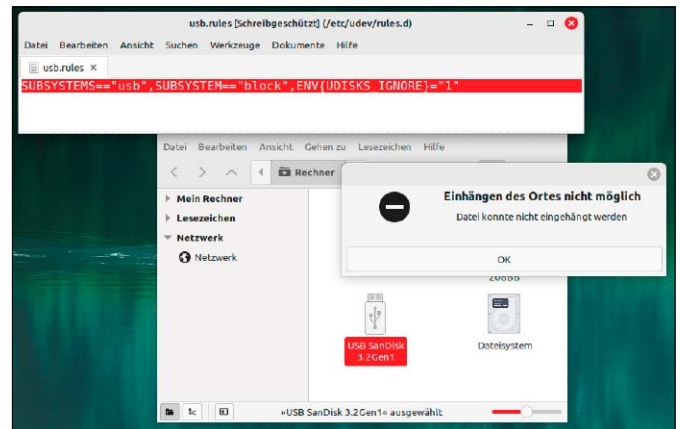 usb.rules [Schreibgeschützt] (/etc/udev/rules.d)
Datei Bearbeiten Ansicht Suchen Werkzeuge Dokumente Hilfe
usb.rules ×
SUBSYSTEMS=="usb",SUBSYSTEM=="block",ENV{UDISKS_IGNORE}="1"
Datei Bearbeiten Ansicht Gehen zu Lesezeichen Hilfe
Rechner
Mein Rechner
Lesezeichen
Netzwerk
Netzwerk
Einhängen des Ortes nicht möglich
Datei konnte nicht eingehängt werden
OK
USB SanDisk
3.2Gen1
Dateisystem
»USB SanDisk 3.2Gen1« ausgewählt